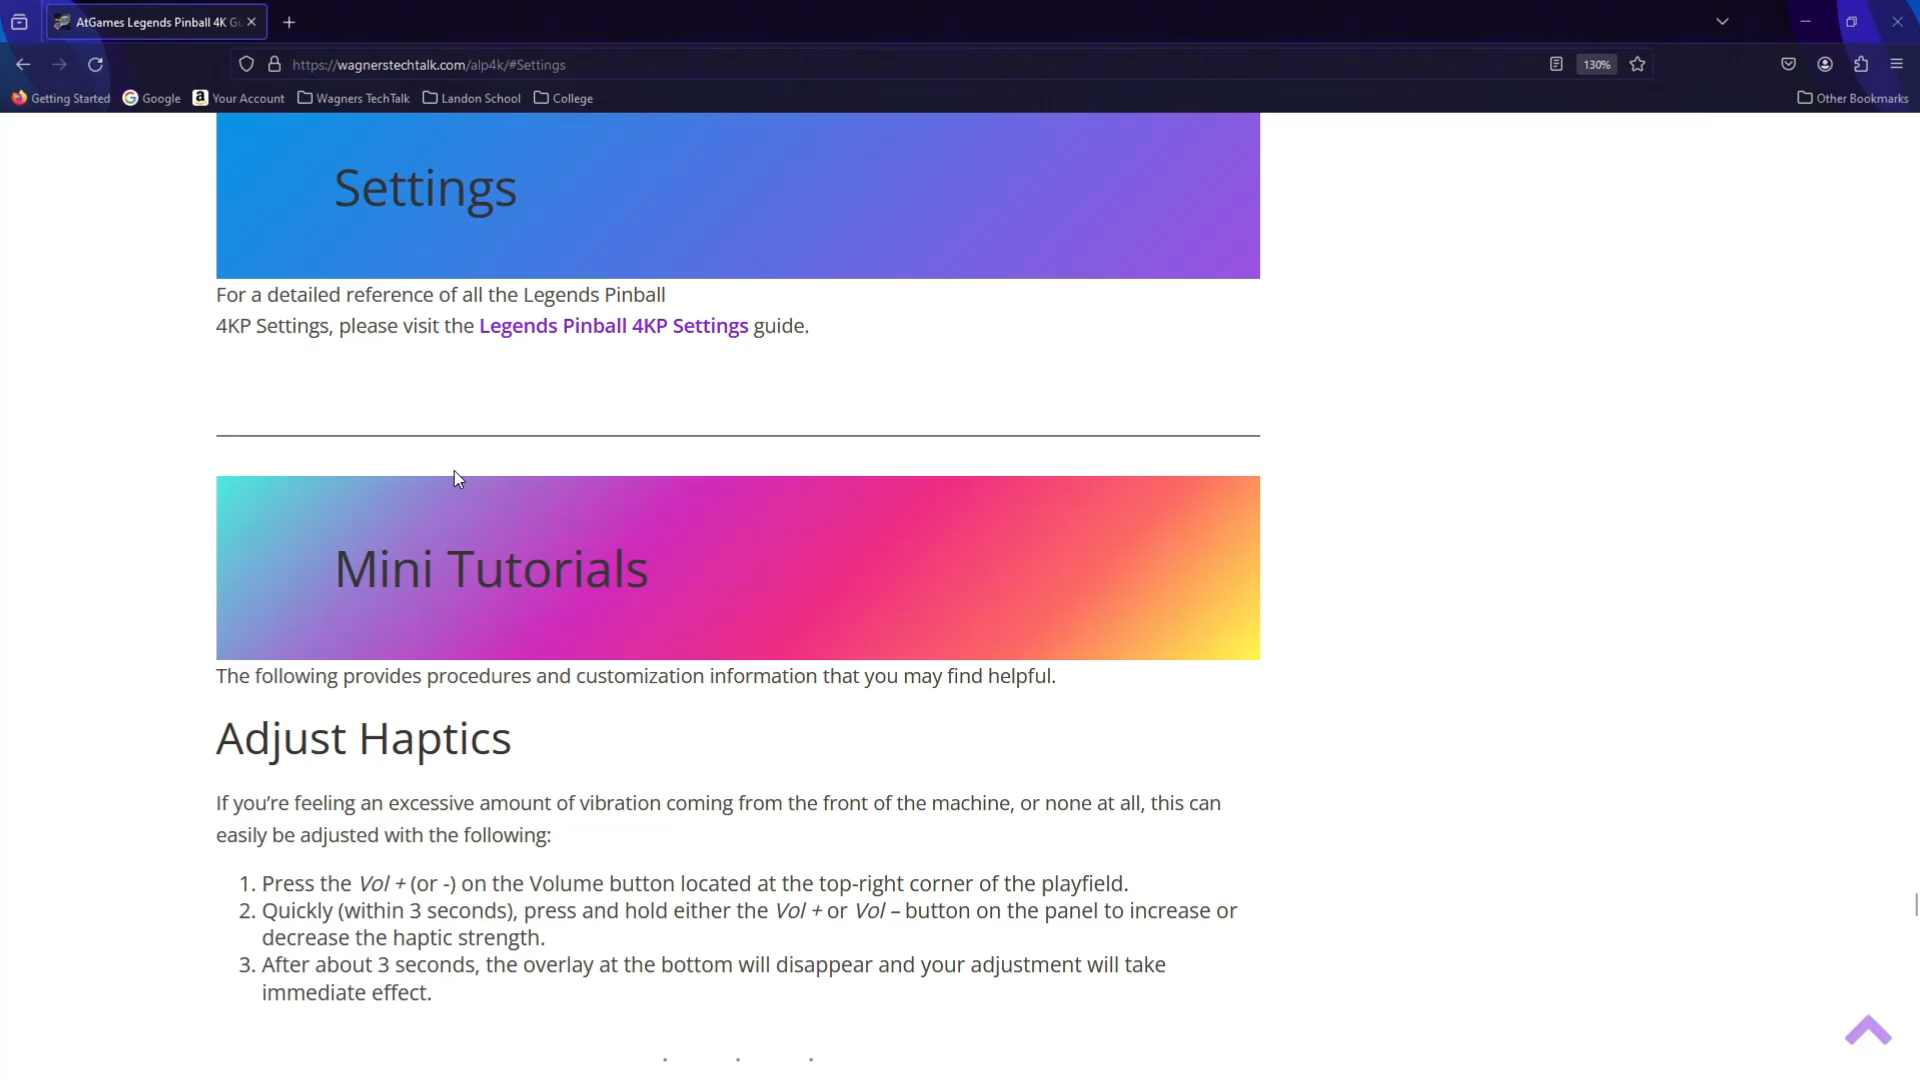 AtGames Legends Pinball 4K Gu
https://wagnerstechtalk.com/alp4k/#Settings
130%
Getting Started
Google
Your Account
Wagners TechTalk
Landon School
College
Other Bookmarks
Settings
For a detailed reference of all the Legends Pinball
4KP Settings, please visit the Legends Pinball 4KP Settings guide.
Mini Tutorials
The following provides procedures and customization information that you may find helpful.
Adjust Haptics
If you’re feeling an excessive amount of vibration coming from the front of the machine, or none at all, this can
easily be adjusted with the following:
1. Press the Vol + (or -) on the Volume button located at the top-right corner of the playfield.
2. Quickly (within 3 seconds), press and hold either the Vol + or Vol – button on the panel to increase or
decrease the haptic strength.
3. After about 3 seconds, the overlay at the bottom will disappear and your adjustment will take
immediate effect.
. . .